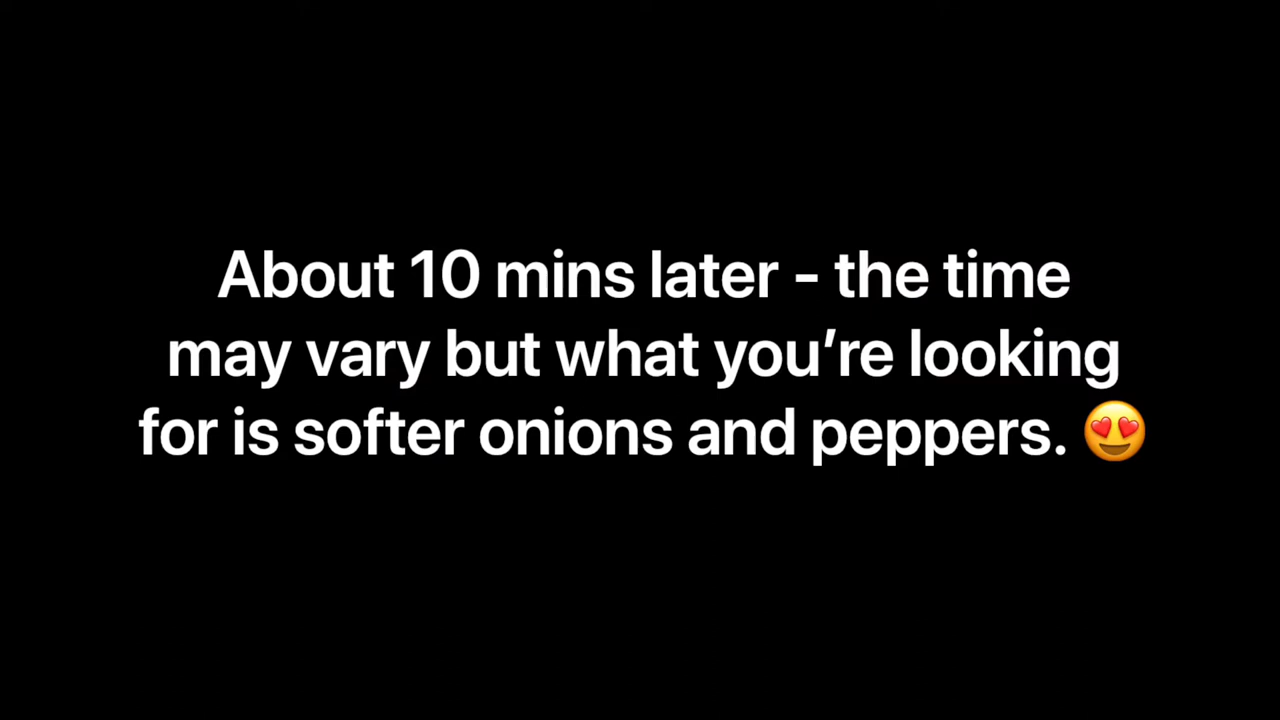 About 10 mins later - the time
may vary but what you’re looking
for is softer onions and peppers. 😍